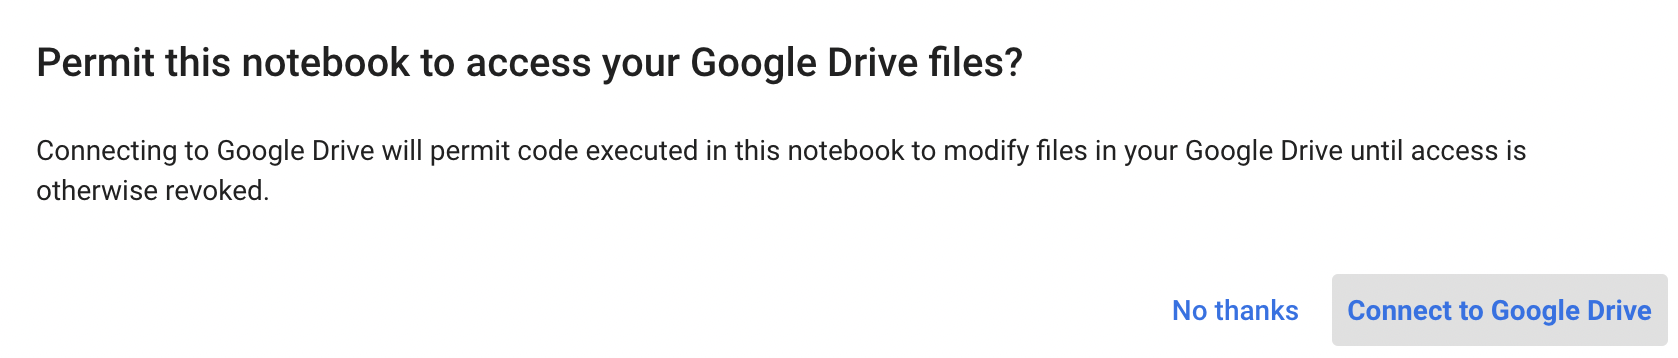 Permit this notebook to access your Google Drive files?
Connecting to Google Drive will permit code executed in this notebook to modify files in your Google Drive until access is
otherwise revoked.
No thanks
Connect to Google Drive